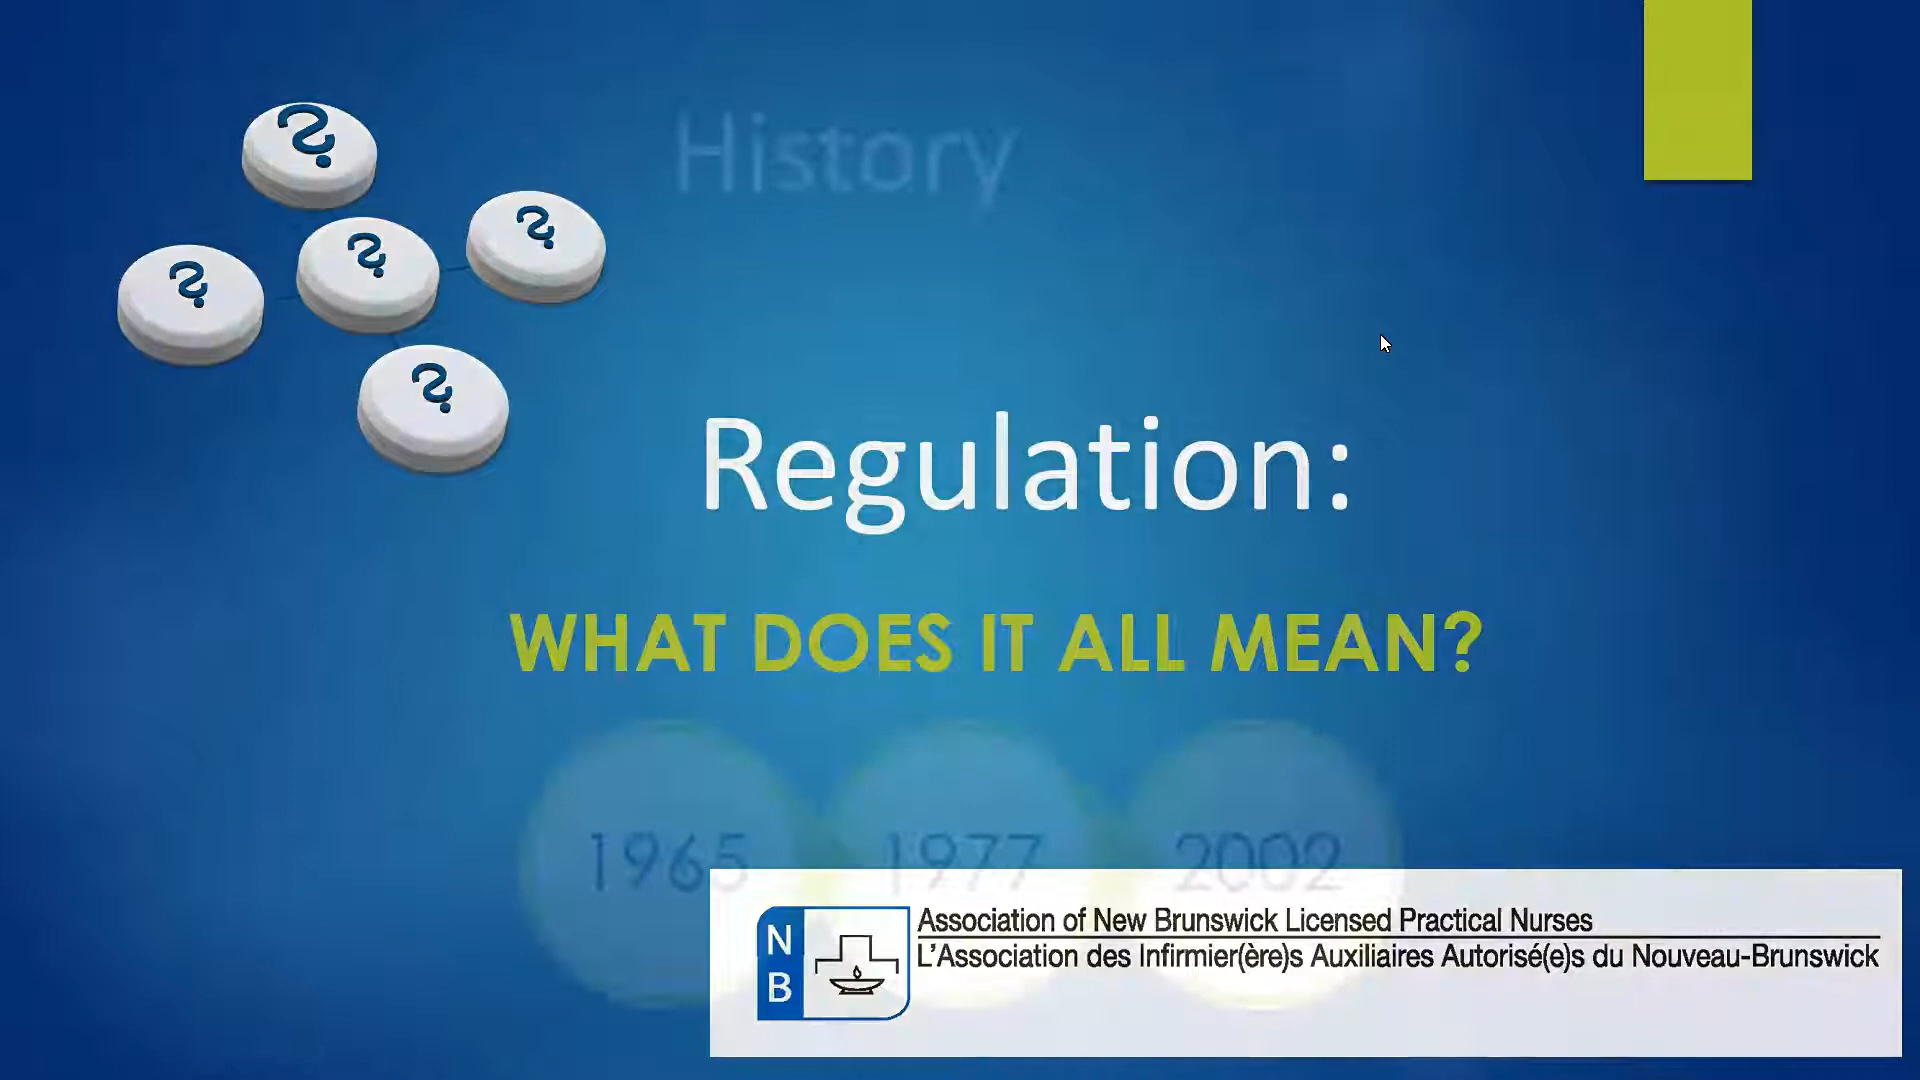 History
?
?
?
?
?
Regulation:
WHAT DOES IT ALL MEAN?
1965 1977 2002
N
B
Association of New Brunswick Licensed Practical Nurses
L'Association des Infirmier(ère)s Auxiliaires Autorisé(e)s du Nouveau-Brunswick